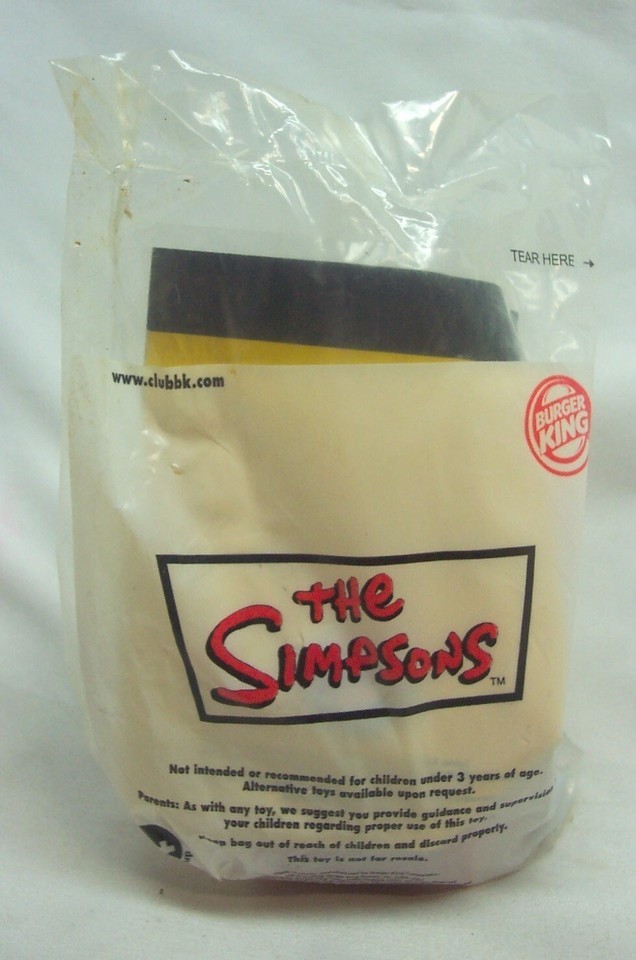 TEAR HERE →
www.clubbk.com
BURGER
KING
THE
SIMPSONS
TM
Not intended or recommended for children under 3 years of age.
Alternative toys available upon request.
Parents: As with any toy, we suggest you provide guidance and supervision
your children regarding proper use of this toy.
Keep bag out of reach of children and discard properly.
This toy is not for resale.